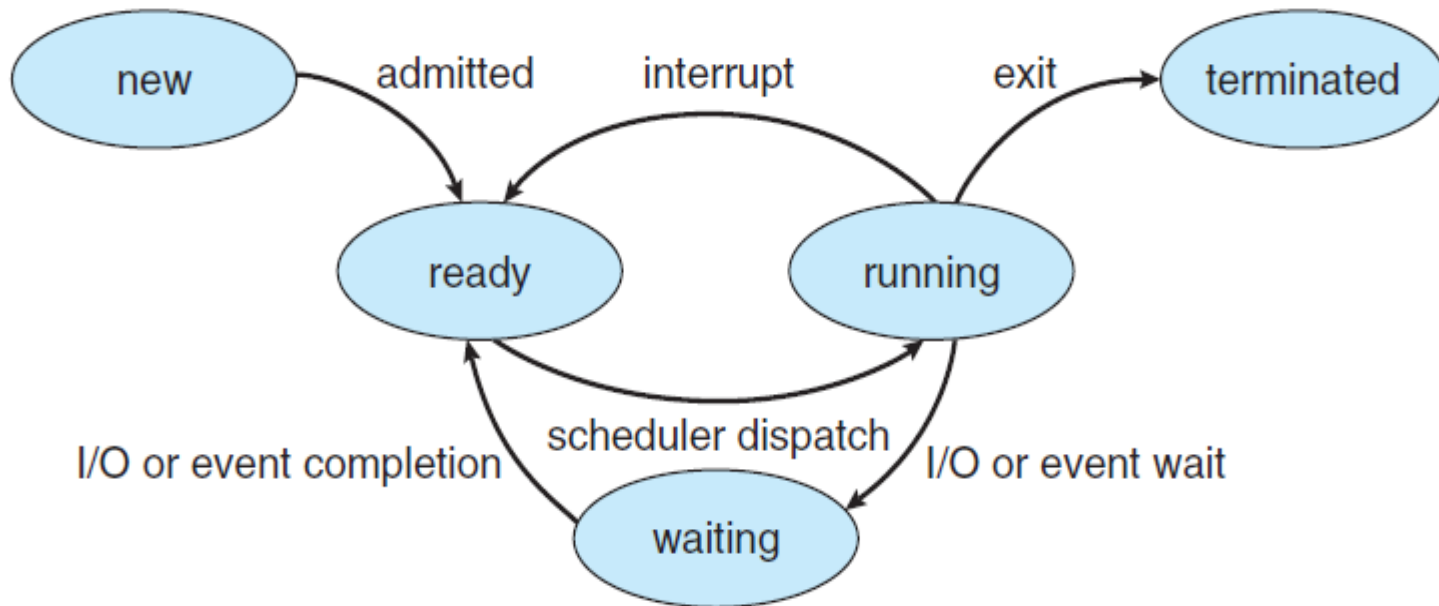 new
admitted
interrupt
exit
terminated
ready
running
scheduler dispatch
I/O or event completion
I/O or event wait
waiting